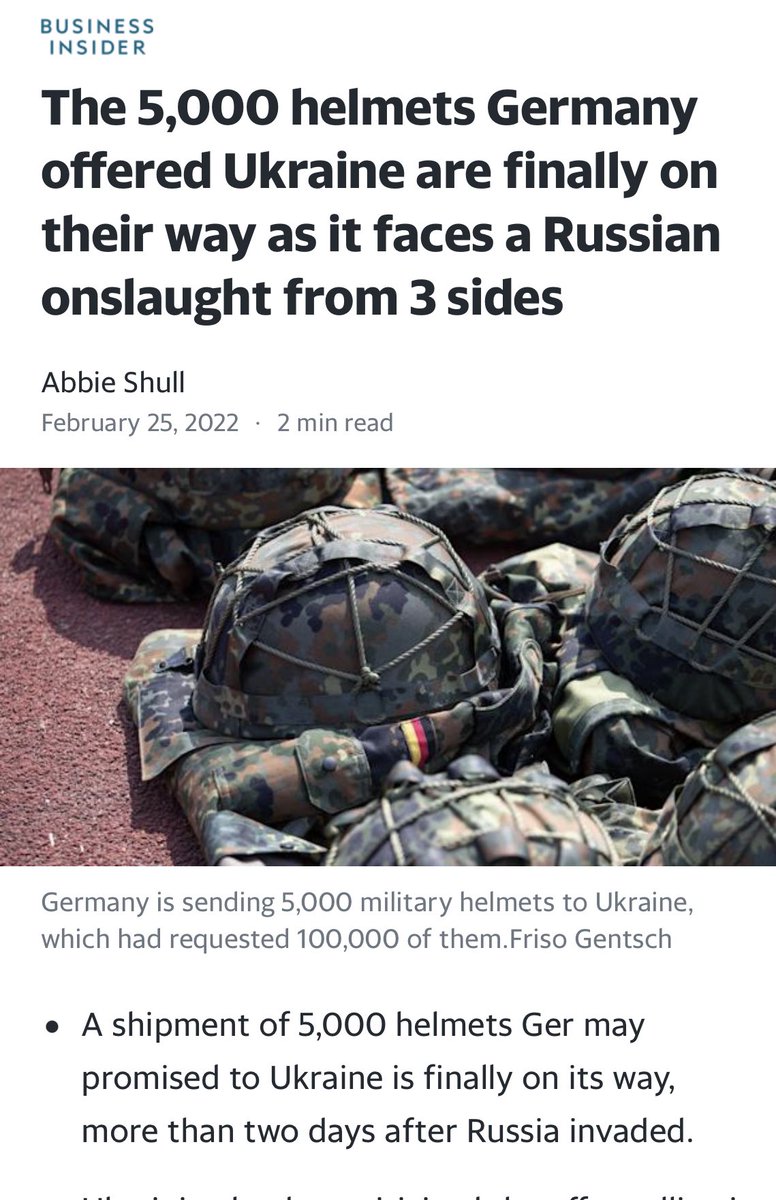 BUSINESS
INSIDER
The 5,000 helmets Germany
offered Ukraine are finally on
their way as it faces a Russian
onslaught from 3 sides
Abbie Shull
February 25, 2022 · 2 min read
Germany is sending 5,000 military helmets to Ukraine,
which had requested 100,000 of them.Friso Gentsch
• A shipment of 5,000 helmets Ger may
promised to Ukraine is finally on its way,
more than two days after Russia invaded.